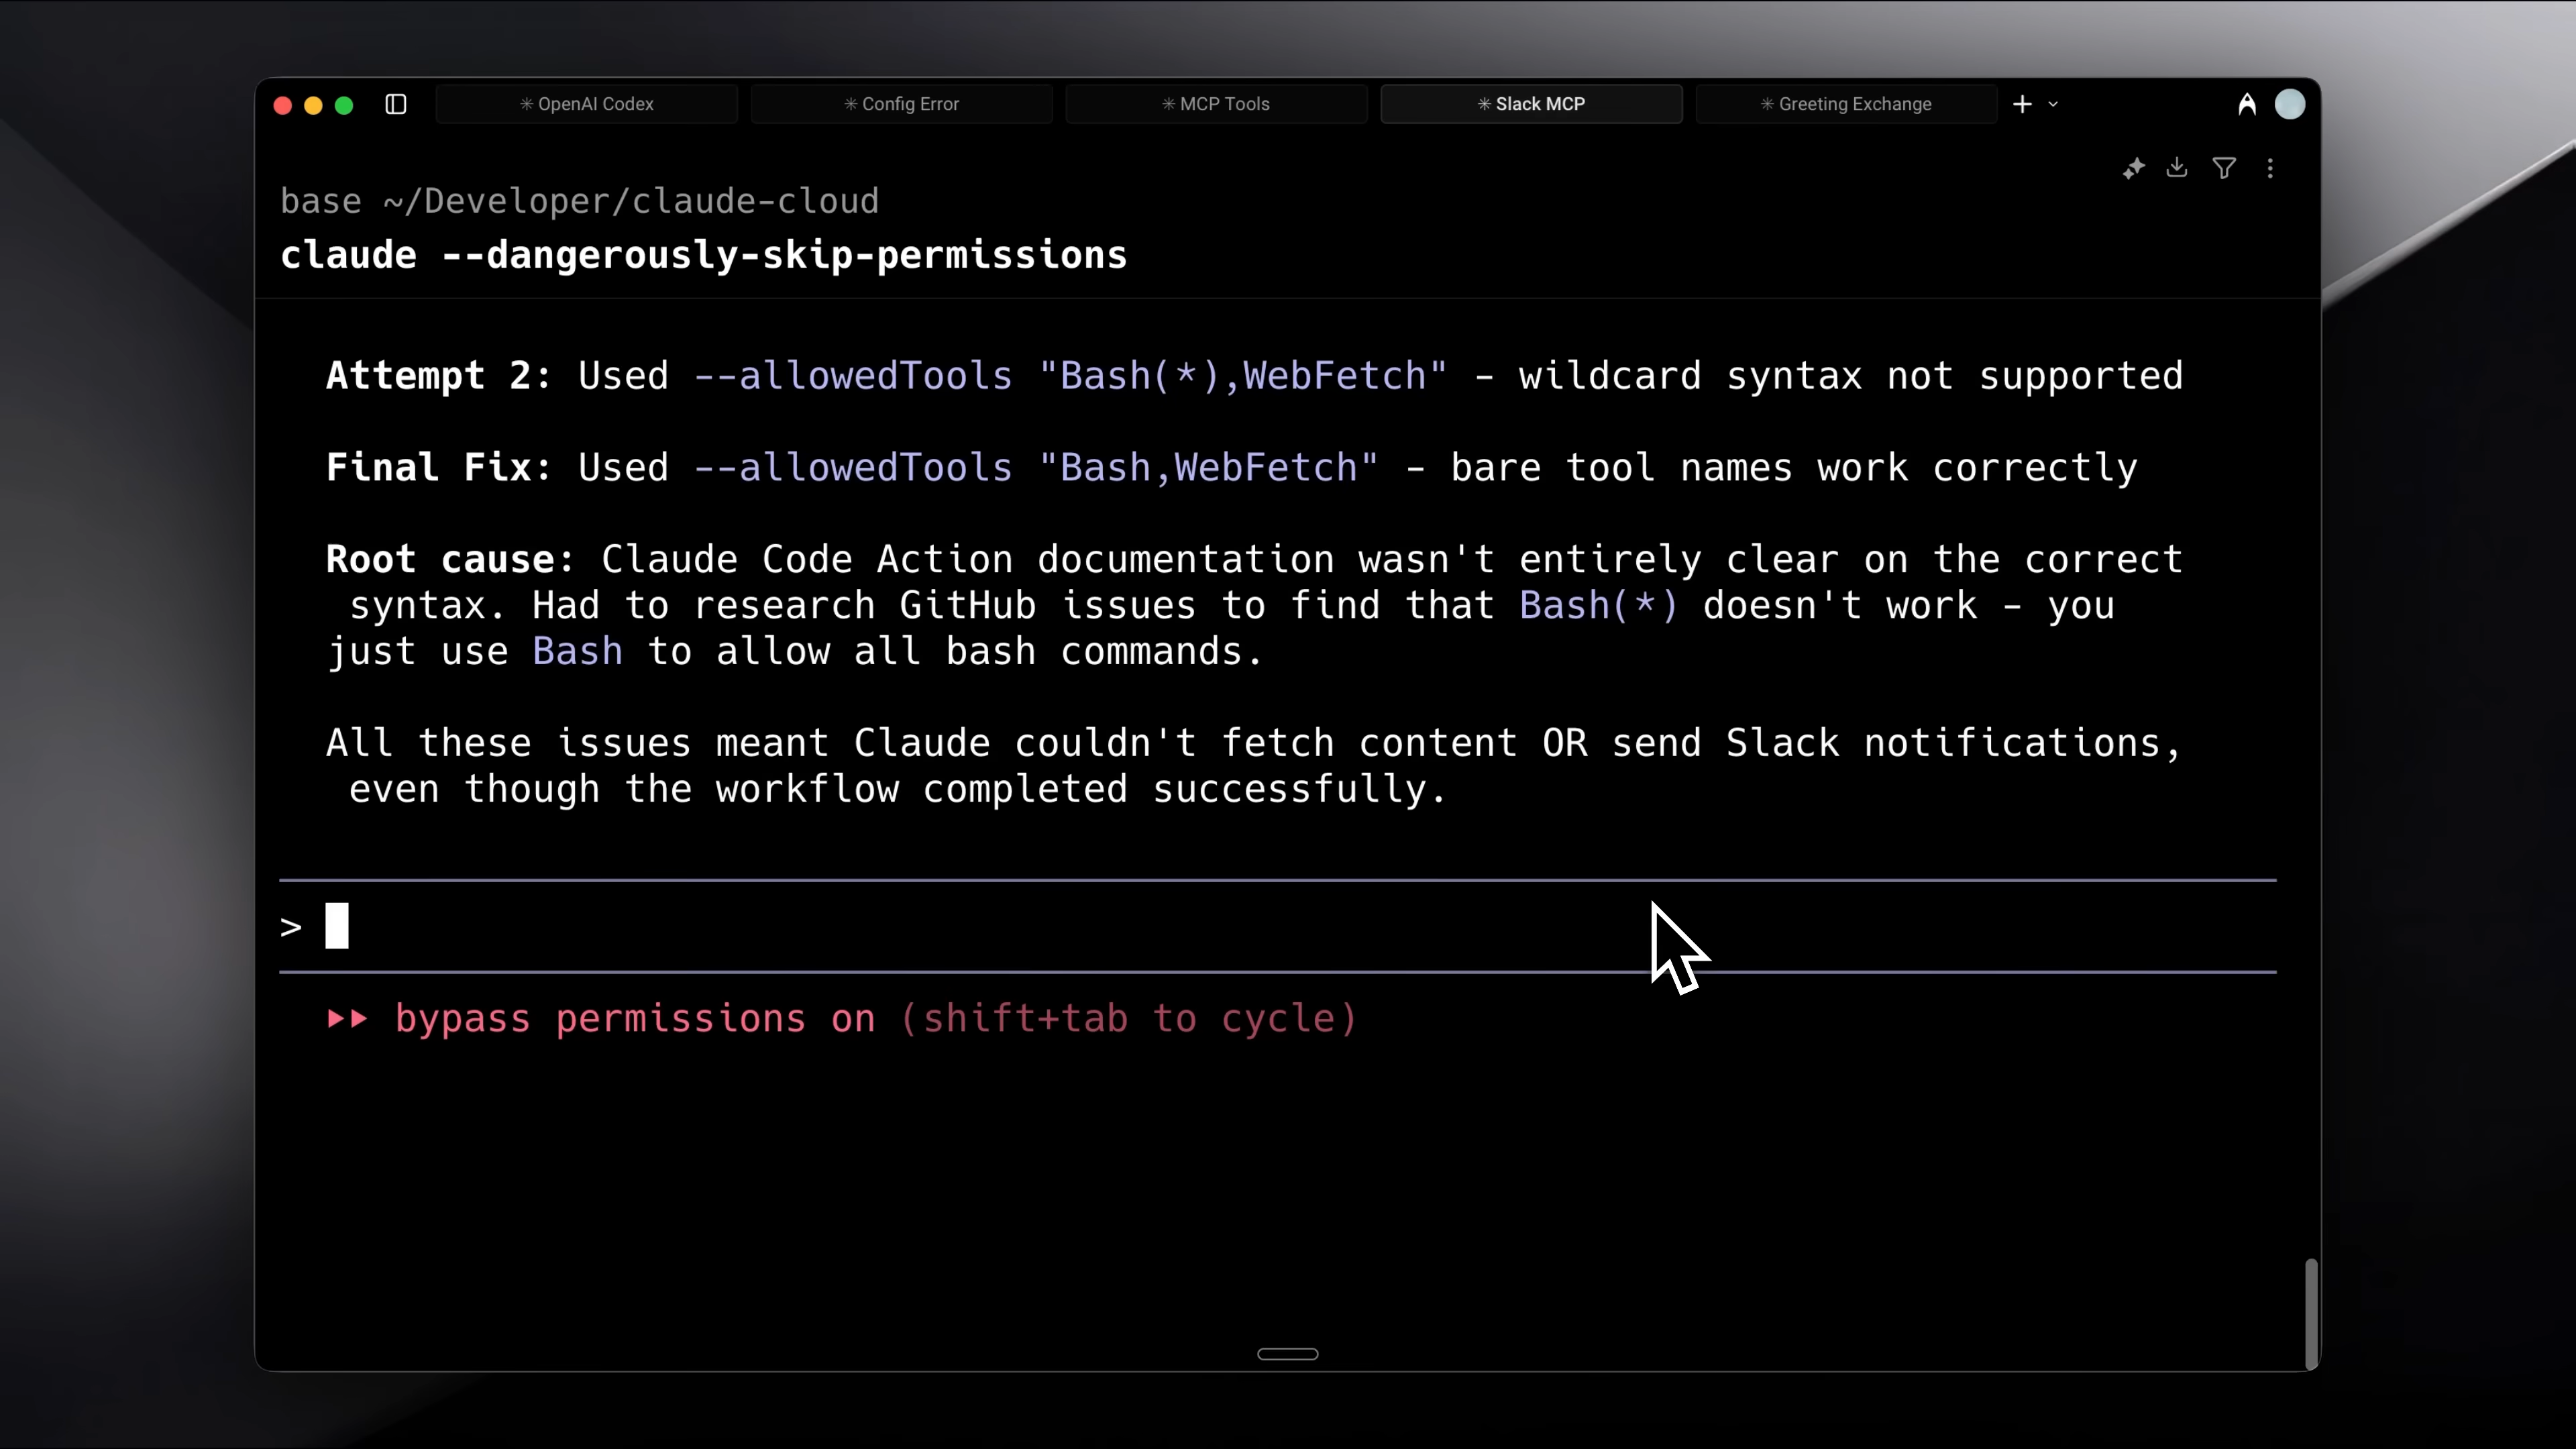 OpenAI Codex
Config Error
MCP Tools
Slack MCP
Greeting Exchange
base ~/Developer/claude-cloud
claude --dangerously-skip-permissions
Attempt 2: Used --allowedTools "Bash(*),WebFetch" - wildcard syntax not supported
Final Fix: Used --allowedTools "Bash,WebFetch" - bare tool names work correctly
Root cause: Claude Code Action documentation wasn't entirely clear on the correct
syntax. Had to research GitHub issues to find that Bash(*) doesn't work - you
just use Bash to allow all bash commands.
All these issues meant Claude couldn't fetch content OR send Slack notifications,
even though the workflow completed successfully.
>
bypass permissions on (shift+tab to cycle)